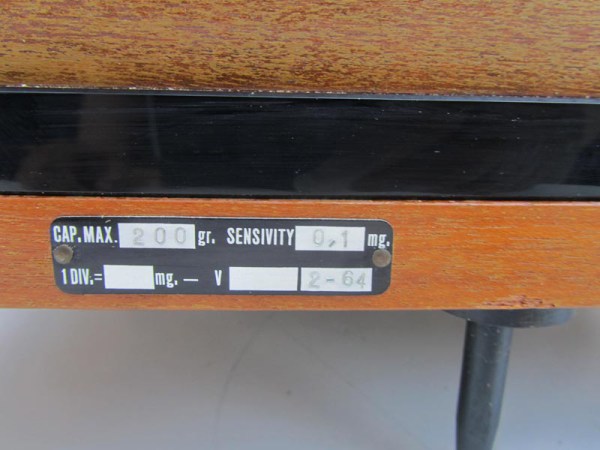 CAP. MAX. 200 gr. SENSIVITY 0,1 mg.
1 DIV.= mg. — V 2-64